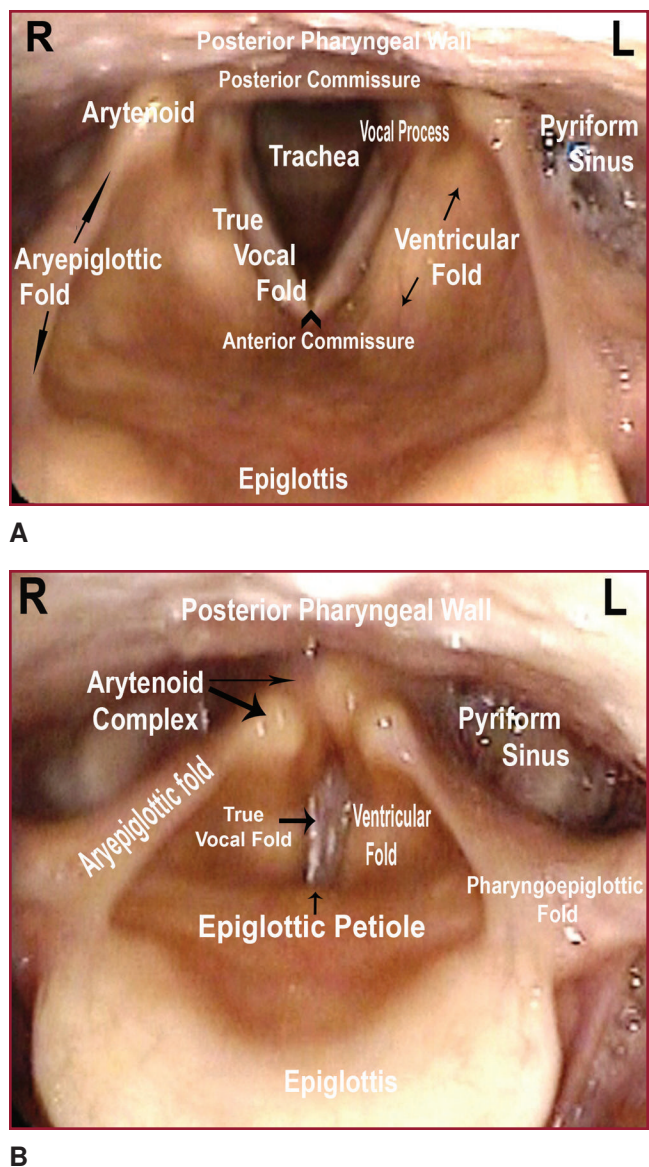 R
L
Posterior Pharyngeal Wall
Posterior Commissure
Arytenoid
Vocal Process
Pyriform
Sinus
Trachea
True
Vocal
Fold
Ventricular
Fold
Aryepiglottic
Fold
Anterior Commissure
Epiglottis
A
R
L
Posterior Pharyngeal Wall
Arytenoid
Complex
Pyriform
Sinus
Aryepiglottic fold
True
Vocal Fold
Ventricular
Fold
Pharyngoepiglottic
Fold
Epiglottic Petiole
Epiglottis
B